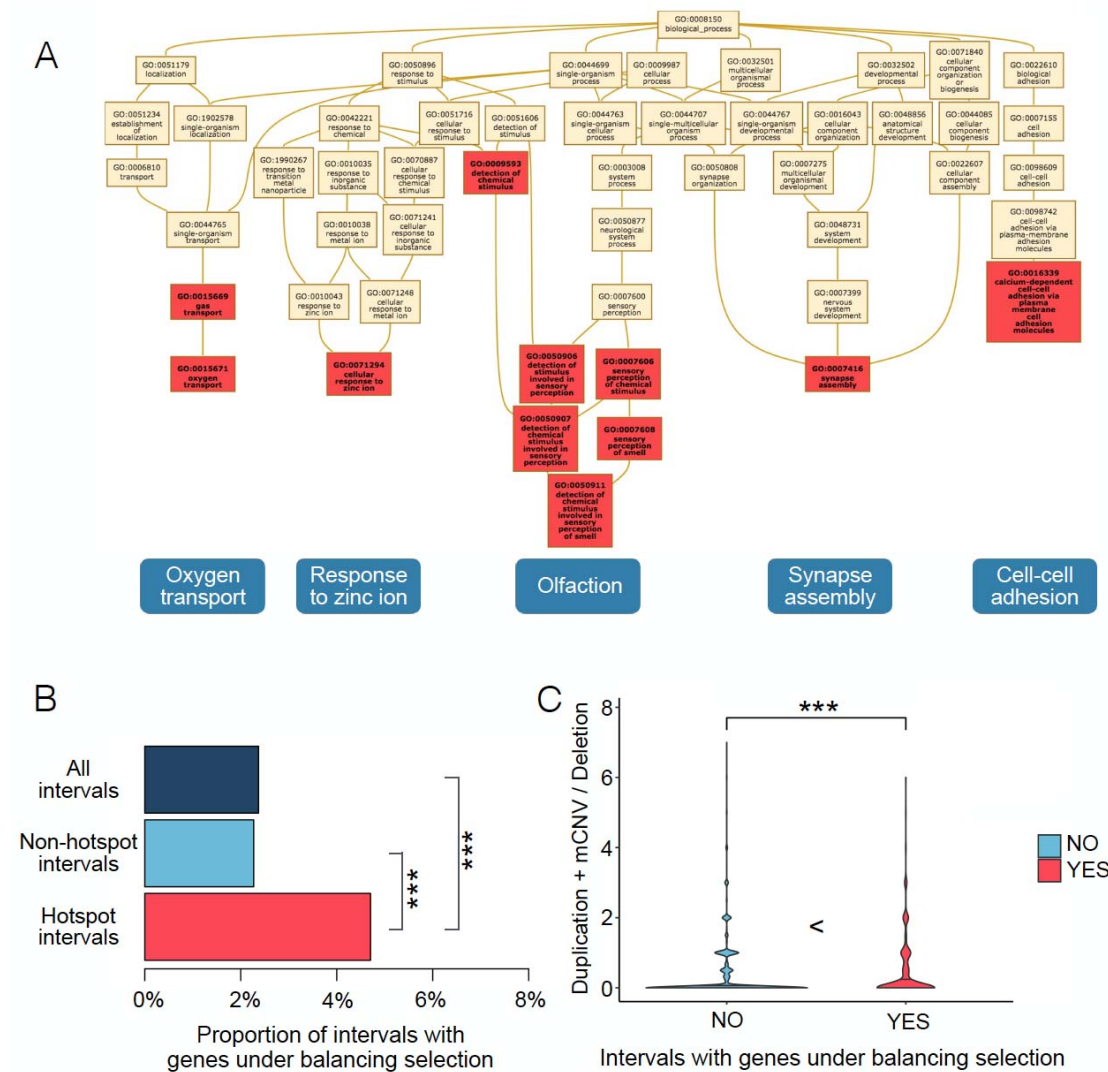 A
GO:0008150
biological_process
GO:0051179
localization
GO:0050896
response to
stimulus
GO:0044699
single-organism
process
GO:0009987
cellular
process
GO:0032501
multicellular
organismal
process
GO:0032502
developmental
process
GO:0071840
cellular
component
organization
or
biogenesis
GO:0022610
biological
adhesion
GO:0051234
establishment
of
localization
GO:1902578
single-organism
localization
GO:0042221
response to
chemical
GO:0051716
cellular
response to
stimulus
GO:0051606
detection of
stimulus
GO:0044763
single-organism
cellular
process
GO:0044707
single-multicellular
organism
process
GO:0044767
single-organism
developmental
process
GO:0016043
cellular
component
organization
GO:0048856
anatomical
structure
development
GO:0044085
cellular
component
biogenesis
GO:0007155
cell
adhesion
GO:0006810
transport
GO:1990267
response to
transition
metal
nanoparticle
GO:0010035
response to
inorganic
substance
GO:0070887
cellular
response to
chemical
stimulus
GO:0009593
detection of
chemical
stimulus
GO:0003008
system
process
GO:0050808
synapse
organization
GO:0007275
multicellular
organismal
development
GO:0022607
cellular
component
assembly
GO:0098609
cell-cell
adhesion
GO:0044765
single-organism
transport
GO:0010038
response to
metal ion
GO:0071241
cellular
response to
inorganic
substance
GO:0050877
neurological
system
process
GO:0048731
system
development
GO:0098742
cell-cell
adhesion via
plasma-membrane
adhesion
molecules
GO:0015669
gas
transport
GO:0010043
response to
zinc ion
GO:0071248
cellular
response to
metal ion
GO:0007600
sensory
perception
GO:0007399
nervous
system
development
GO:0016339
calcium-dependent
cell-cell
adhesion via
plasma
membrane
cell
adhesion
molecules
GO:0015671
oxygen
transport
GO:0071294
cellular
response to
zinc ion
GO:0050906
detection of
stimulus
involved in
sensory
perception
GO:0007606
sensory
perception
of chemical
stimulus
GO:0007416
synapse
assembly
GO:0050907
detection of
chemical
stimulus
involved in
sensory
perception
GO:0007608
sensory
perception
of smell
GO:0050911
detection of
chemical
stimulus
involved in
sensory
perception
of smell
Oxygen
transport
Response
to zinc ion
Olfaction
Synapse
assembly
Cell-cell
adhesion
B
All
intervals
Non-hotspot
intervals
Hotspot
intervals
***
***
0% 2% 4% 6% 8%
Proportion of intervals with
genes under balancing selection
C
Duplication + mCNV / Deletion
8
6
4
2
0
***
<
NO YES
Intervals with genes under balancing selection
NO
YES